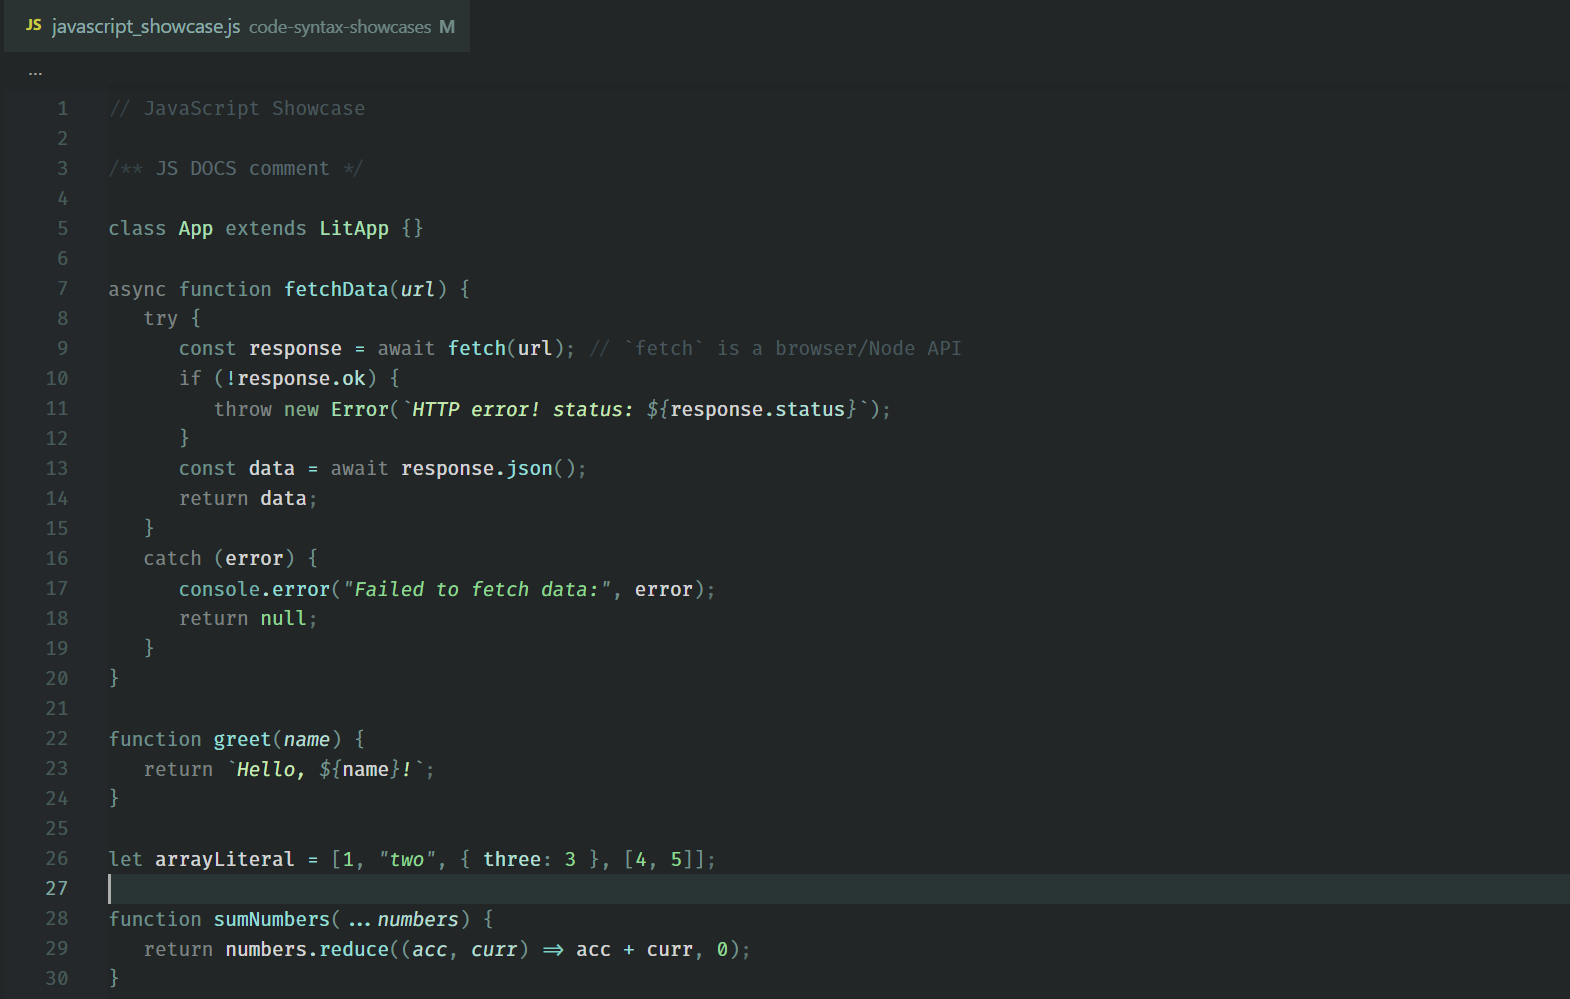 JS javascript_showcase.js code-syntax-showcases M
...
1 // JavaScript Showcase
2
3 /** JS DOCS comment */
4
5 class App extends LitApp {}
6
7 async function fetchData(url) {
8    try {
9       const response = await fetch(url); // `fetch` is a browser/Node API
10       if (!response.ok) {
11          throw new Error(`HTTP error! status: ${response.status}`);
12       }
13       const data = await response.json();
14       return data;
15    }
16    catch (error) {
17       console.error("Failed to fetch data:", error);
18       return null;
19    }
20 }
21
22 function greet(name) {
23    return `Hello, ${name}!`;
24 }
25
26 let arrayLiteral = [1, "two", { three: 3 }, [4, 5]];
27
28 function sumNumbers(...numbers) {
29    return numbers.reduce((acc, curr) => acc + curr, 0);
30 }